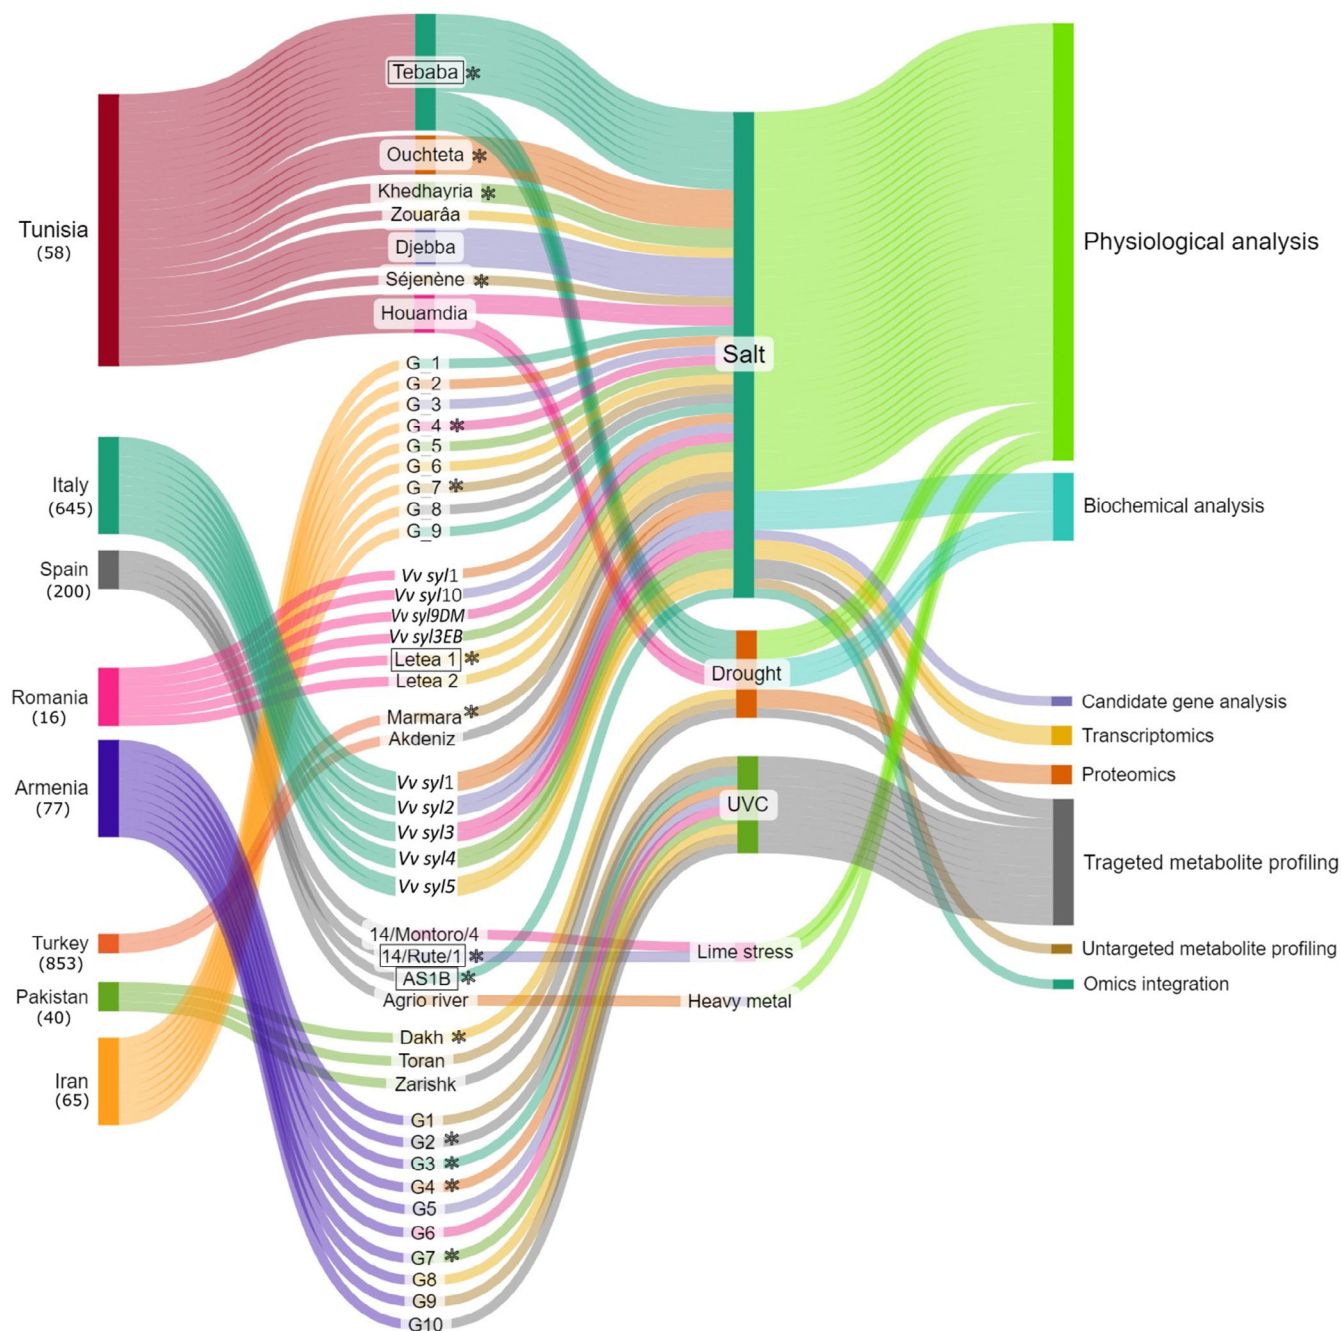 Tunisia
(58)
Italy
(645)
Spain
(200)
Romania
(16)
Armenia
(77)
Turkey
(853)
Pakistan
(40)
Iran
(65)
Tebaba *
Ouchteta *
Khedhayria *
Zouarâa
Djebba
Séjenène *
Houamdia
G_1
G_2
G_3
G_4 *
G_5
G_6
G_7 *
G_8
G_9
Vv syl1
Vv syl10
Vv syl9DM
Vv syl3EB
Letea 1 *
Letea 2
Marmara *
Akdeniz
Vv syl1
Vv syl2
Vv syl3
Vv syl4
Vv syl5
14/Montoro/4
14/Rute/1 *
AS1B *
Agrio river
Dakh *
Toran
Zarishk
G1
G2 *
G3 *
G4 *
G5
G6
G7 *
G8
G9
G10
Salt
Drought
UVC
Lime stress
Heavy metal
Physiological analysis
Biochemical analysis
Candidate gene analysis
Transcriptomics
Proteomics
Trageted metabolite profiling
Untargeted metabolite profiling
Omics integration